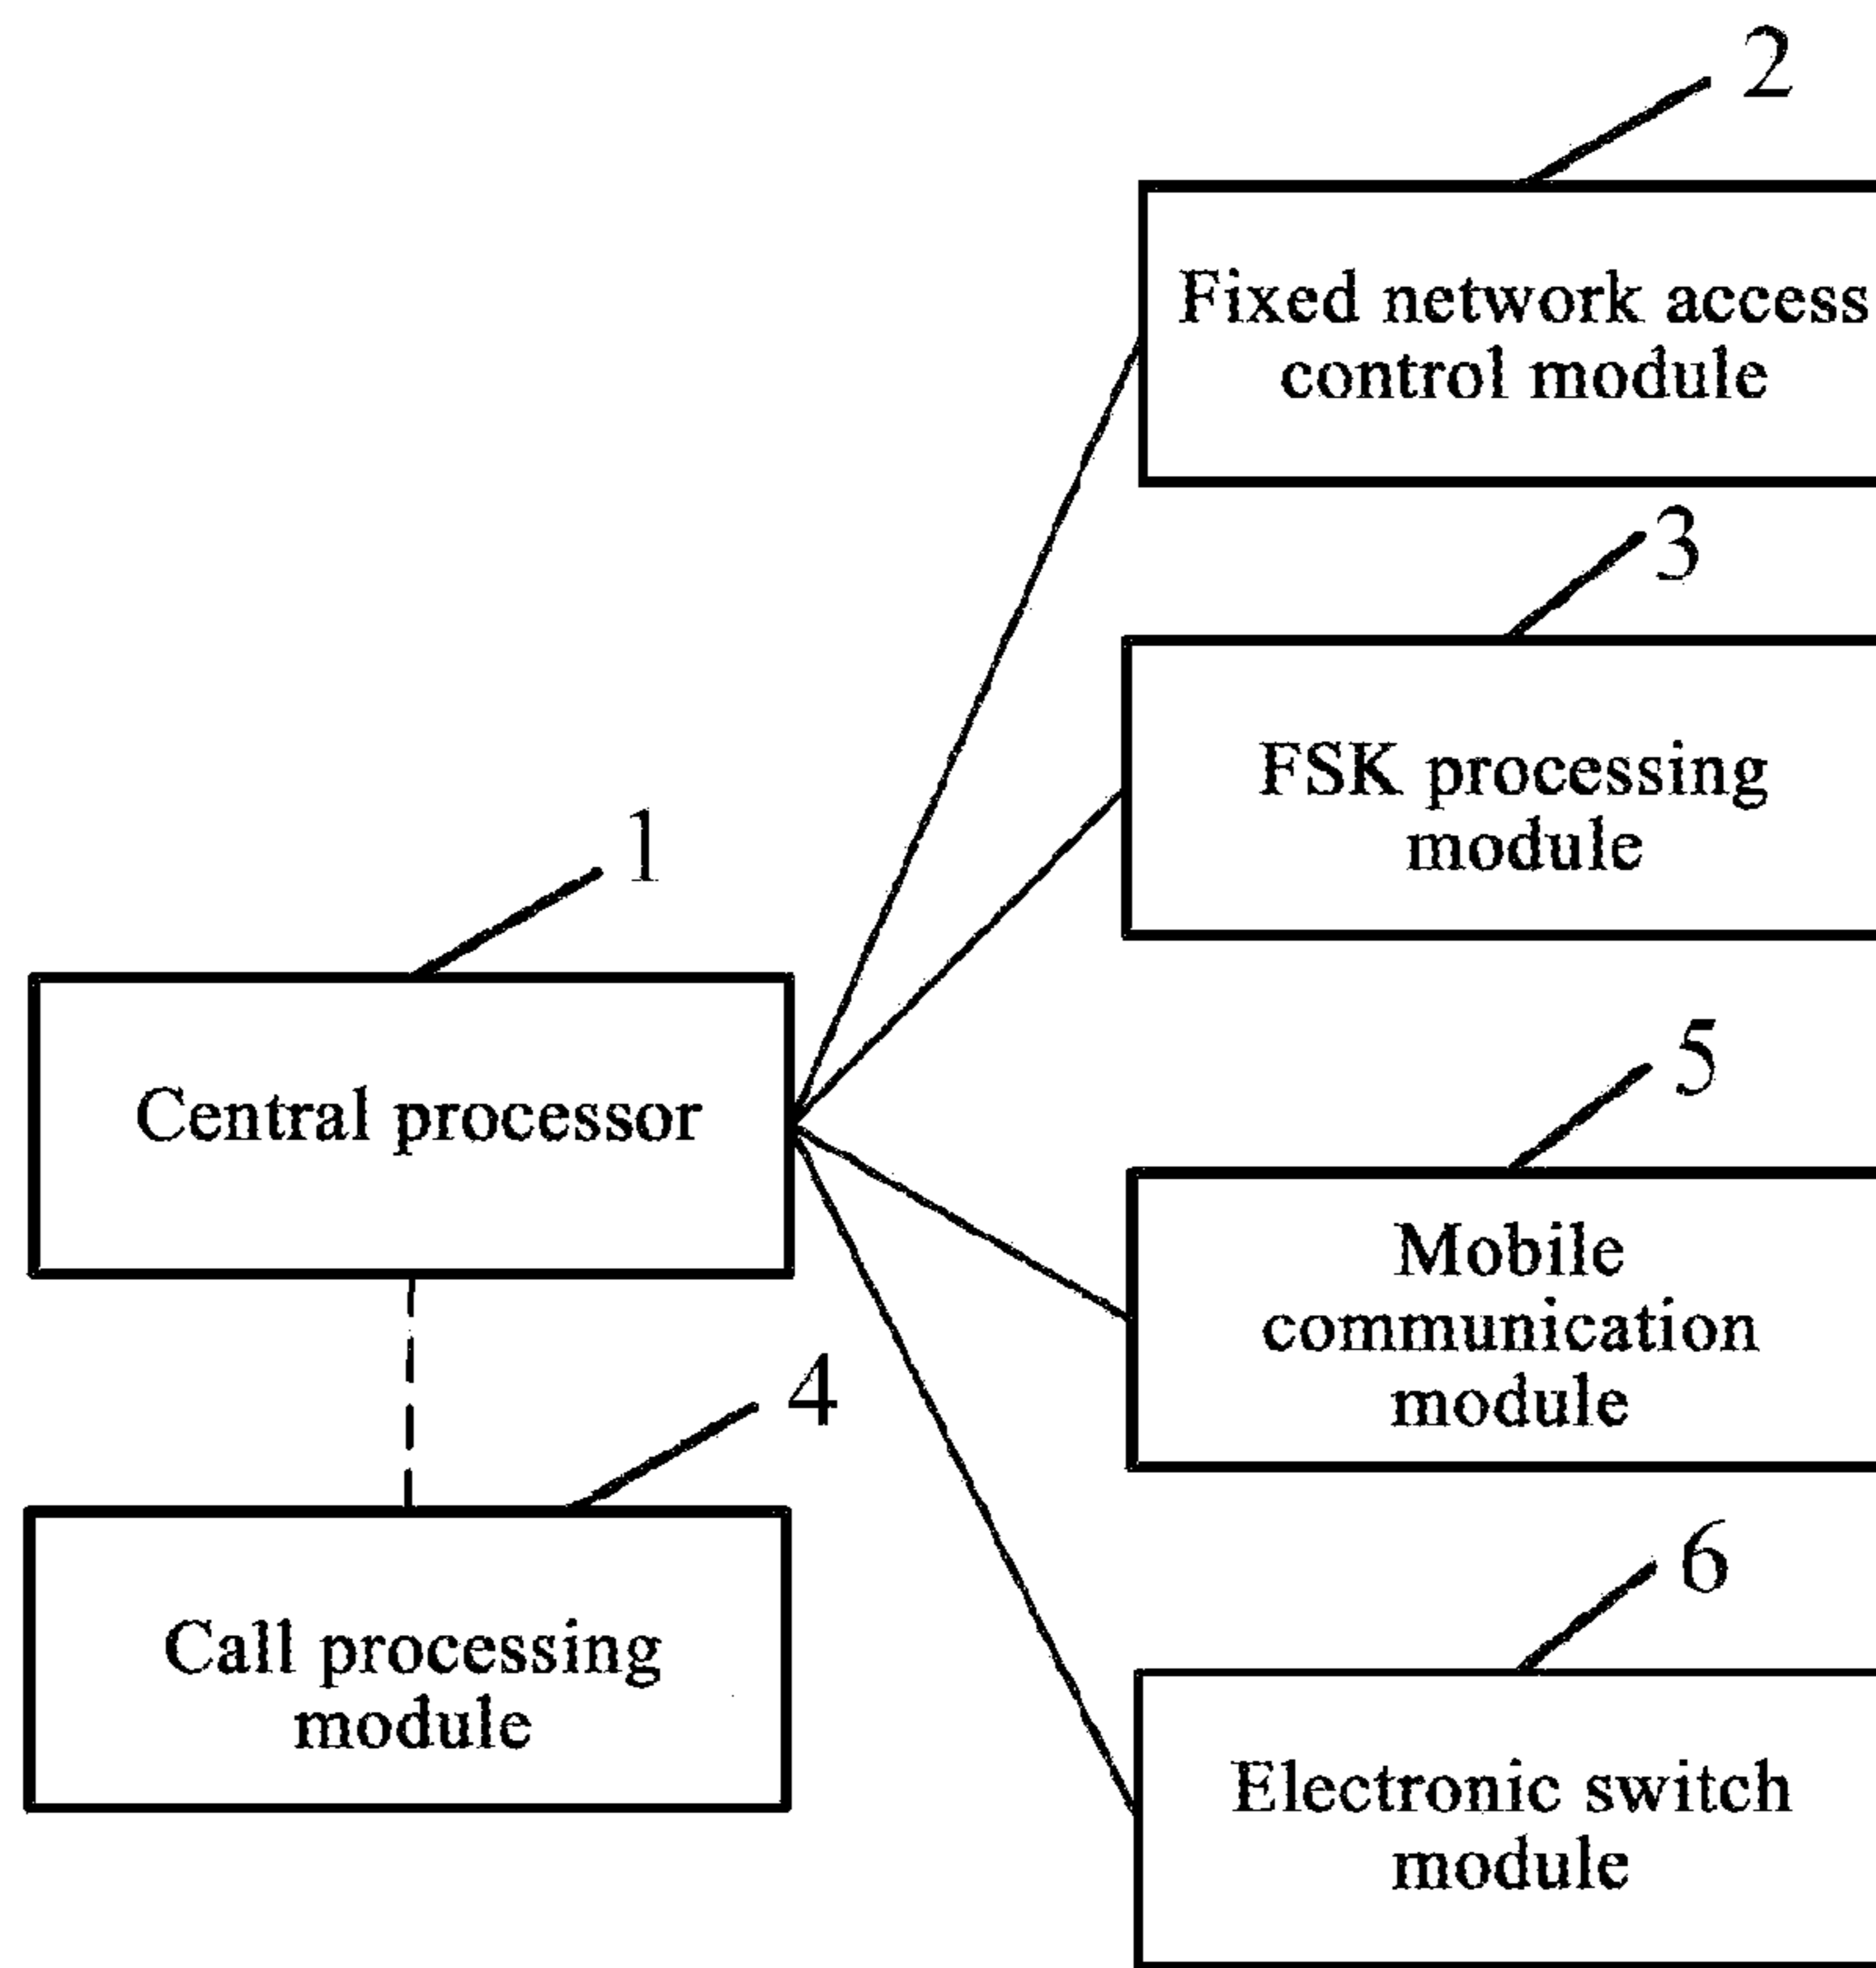 2
Fixed network access
control module
3
FSK processing
module
1
Central processor
5
Mobile
communication
module
4
Call processing
module
6
Electronic switch
module